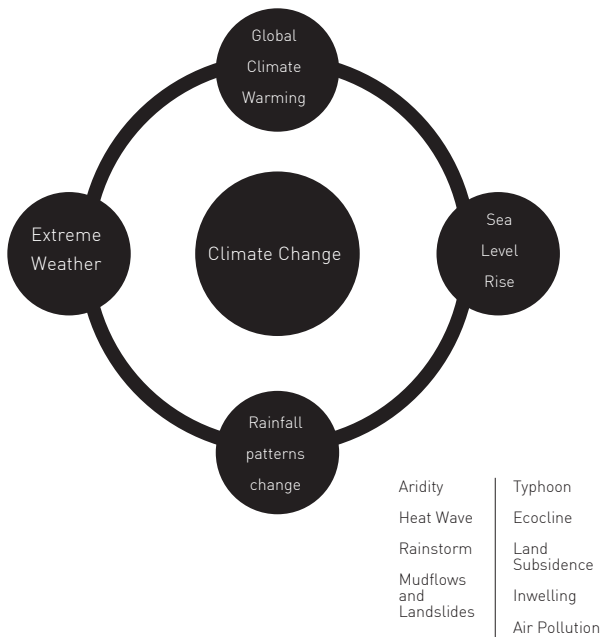 Global
Climate
Warming
Extreme
Weather
Climate Change
Sea
Level
Rise
Rainfall
patterns
change
Aridity
Heat Wave
Rainstorm
Mudflows
and
Landslides
Typhoon
Ecocline
Land
Subsidence
Inwelling
Air Pollution